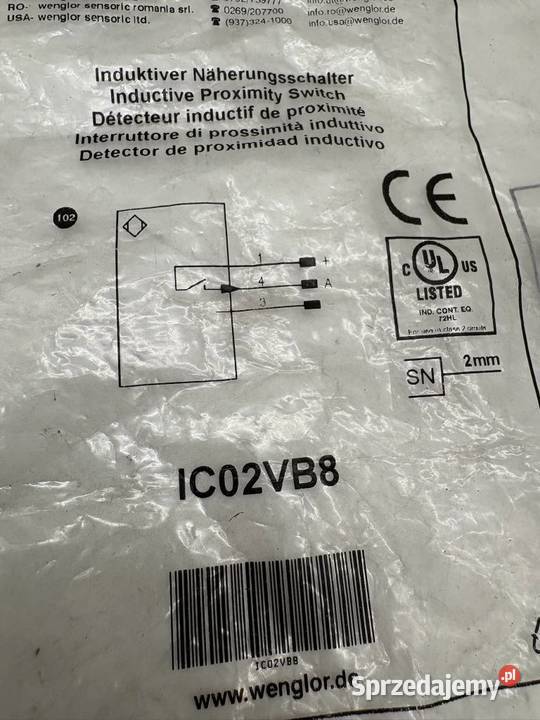 RO- wenglor sensoric romania srl. ☎ 0269/207700 info.ro@wenglor.de
USA- wenglor sensoric ltd. ☎ (937)324-1000 info.usa@wenglor.de
Induktiver Näherungsschalter
Inductive Proximity Switch
Détecteur inductif de proximité
Interruttore di prossimità induttivo
Detector de proximidad inductivo
102
1 +
4 A
3
CE
C UL US
LISTED
IND. CONT. EQ.
72HL
SN 2mm
IC02VB8
IC02VB8
www.wenglor.de
Sprzedajemy.pl